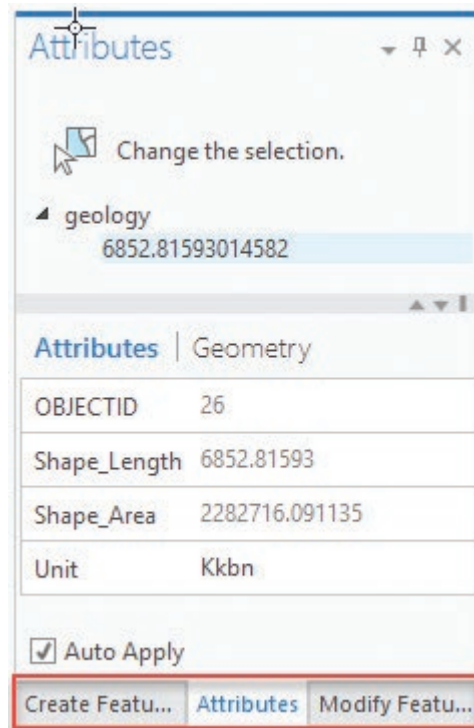 Attributes
Change the selection.
geology
6852.81593014582
Attributes | Geometry
OBJECTID 26
Shape_Length 6852.81593
Shape_Area 2282716.091135
Unit Kkbn
Auto Apply
Create Featu... Attributes Modify Featu...